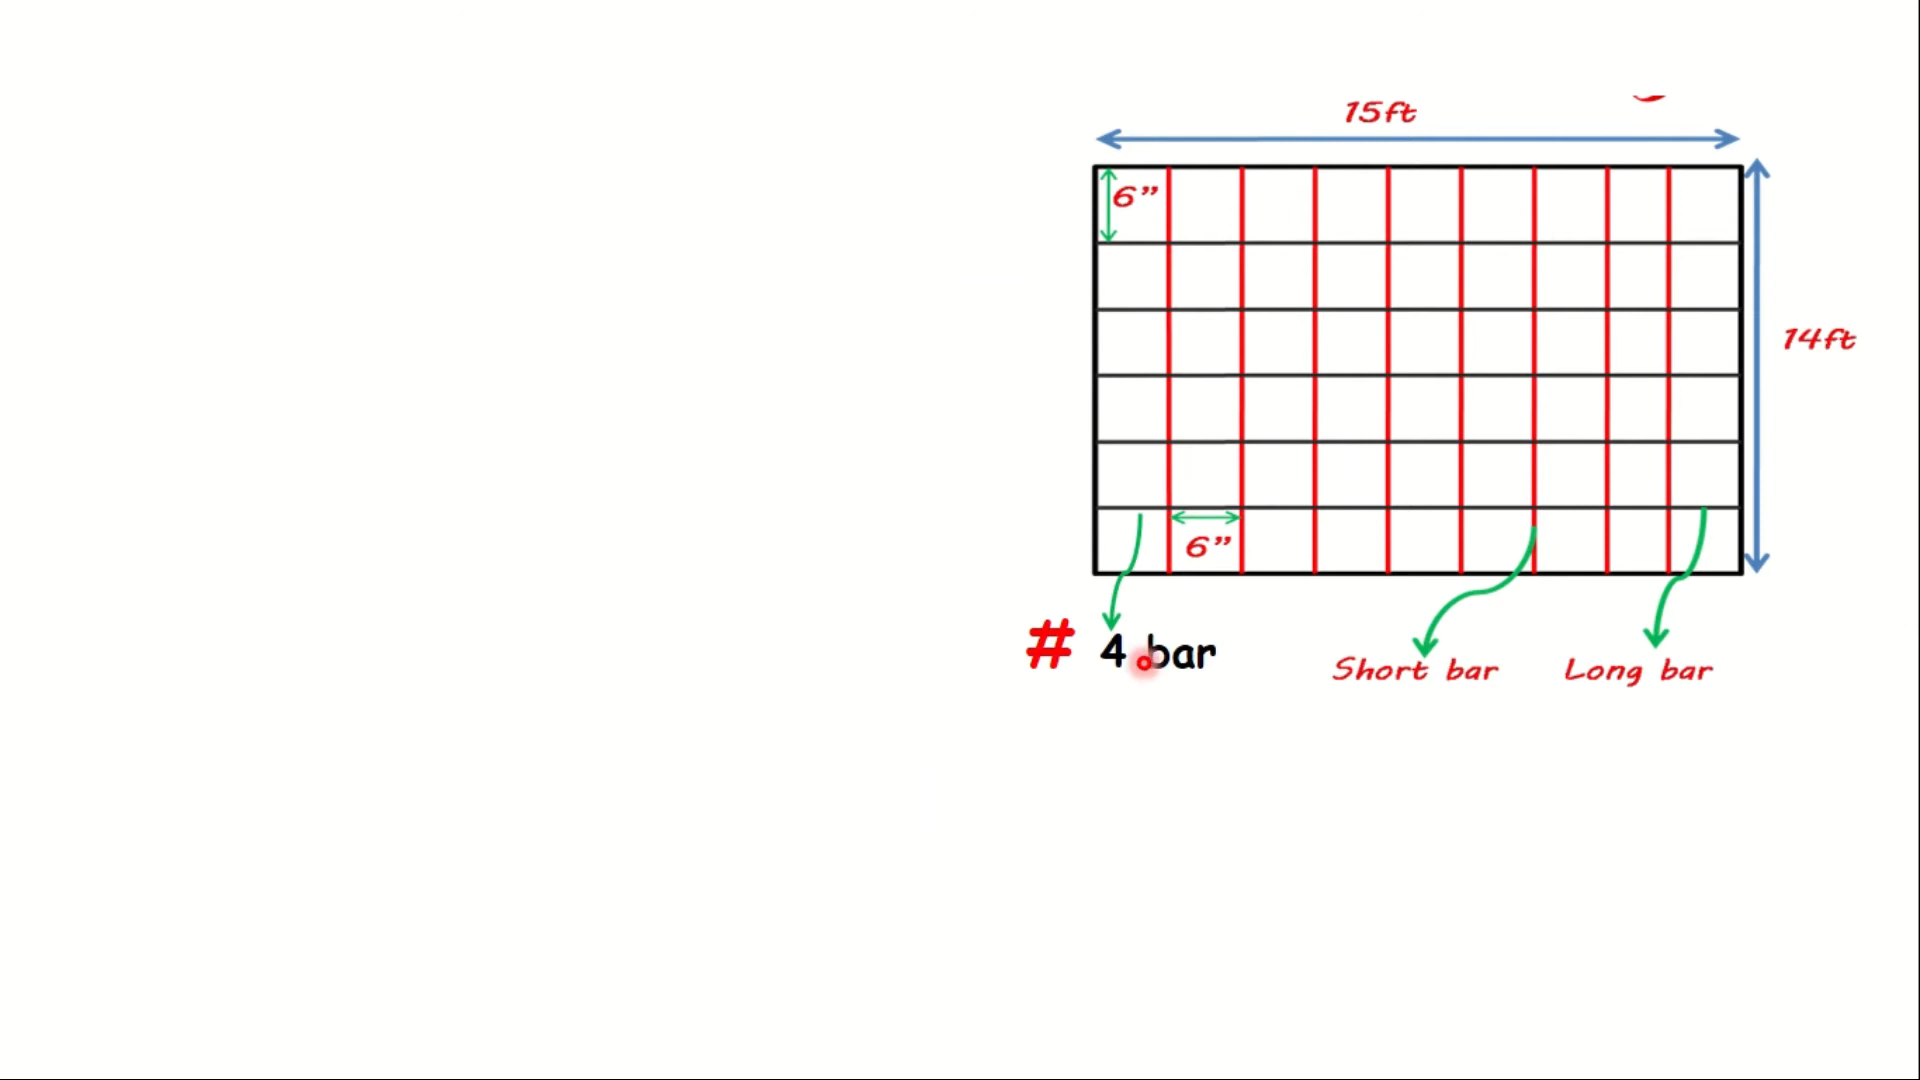 15ft
6”
14ft
6”
# 4 bar
Short bar
Long bar